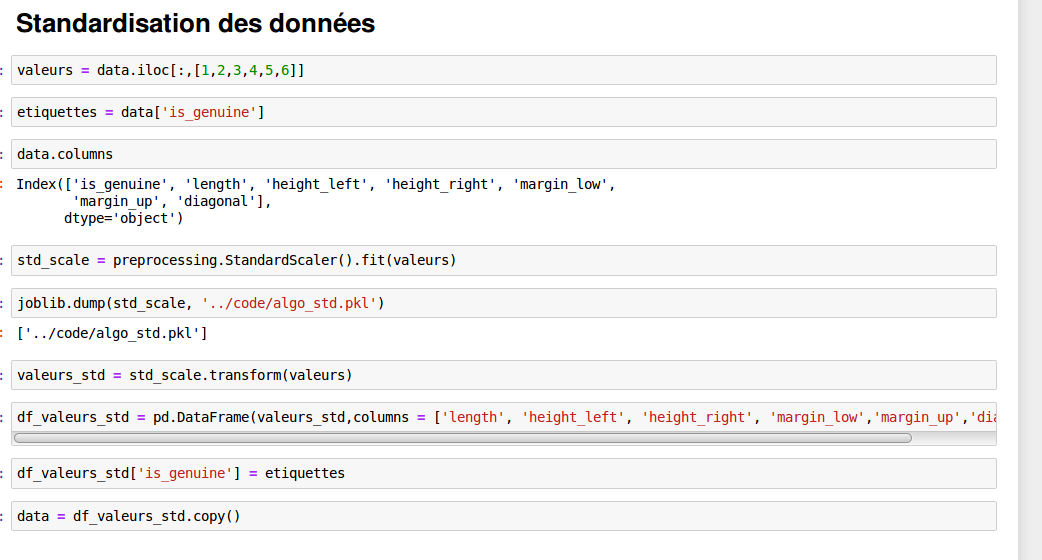 Standardisation des données
: valeurs = data.iloc[:,[1,2,3,4,5,6]]
: etiquettes = data['is_genuine']
: data.columns
: Index(['is_genuine', 'length', 'height_left', 'height_right', 'margin_low',
'margin_up', 'diagonal'],
dtype='object')
: std_scale = preprocessing.StandardScaler().fit(valeurs)
: joblib.dump(std_scale, '../code/algo_std.pkl')
: ['../code/algo_std.pkl']
: valeurs_std = std_scale.transform(valeurs)
: df_valeurs_std = pd.DataFrame(valeurs_std,columns = ['length', 'height_left', 'height_right', 'margin_low','margin_up','dia
: df_valeurs_std['is_genuine'] = etiquettes
: data = df_valeurs_std.copy()